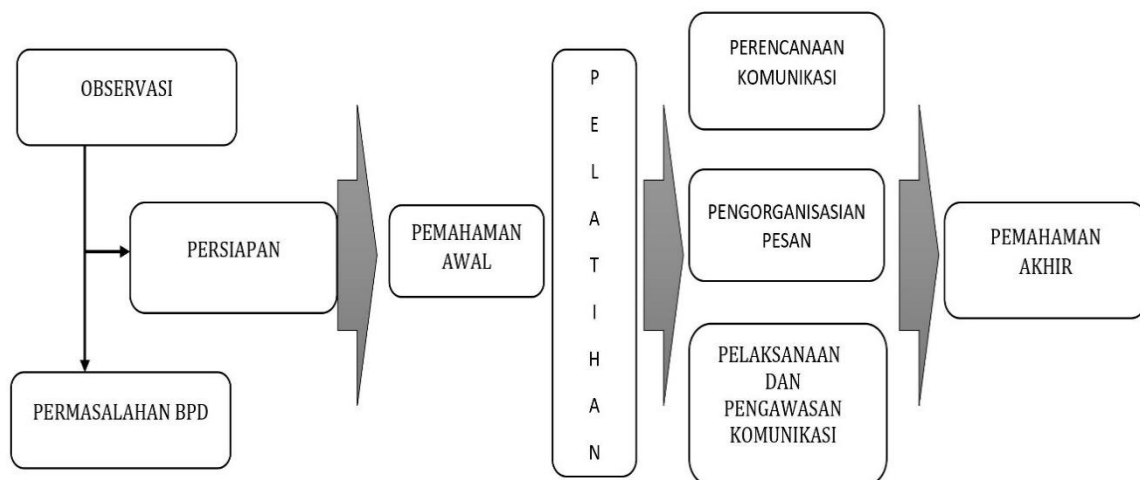 OBSERVASI
PERSIAPAN
PERMASALAHAN BPD
PEMAHAMAN
AWAL
P
E
L
A
T
I
H
A
N
PERENCANAAN
KOMUNIKASI
PENGORGANISASIAN
PESAN
PELAKSANAAN
DAN
PENGAWASAN
KOMUNIKASI
PEMAHAMAN
AKHIR